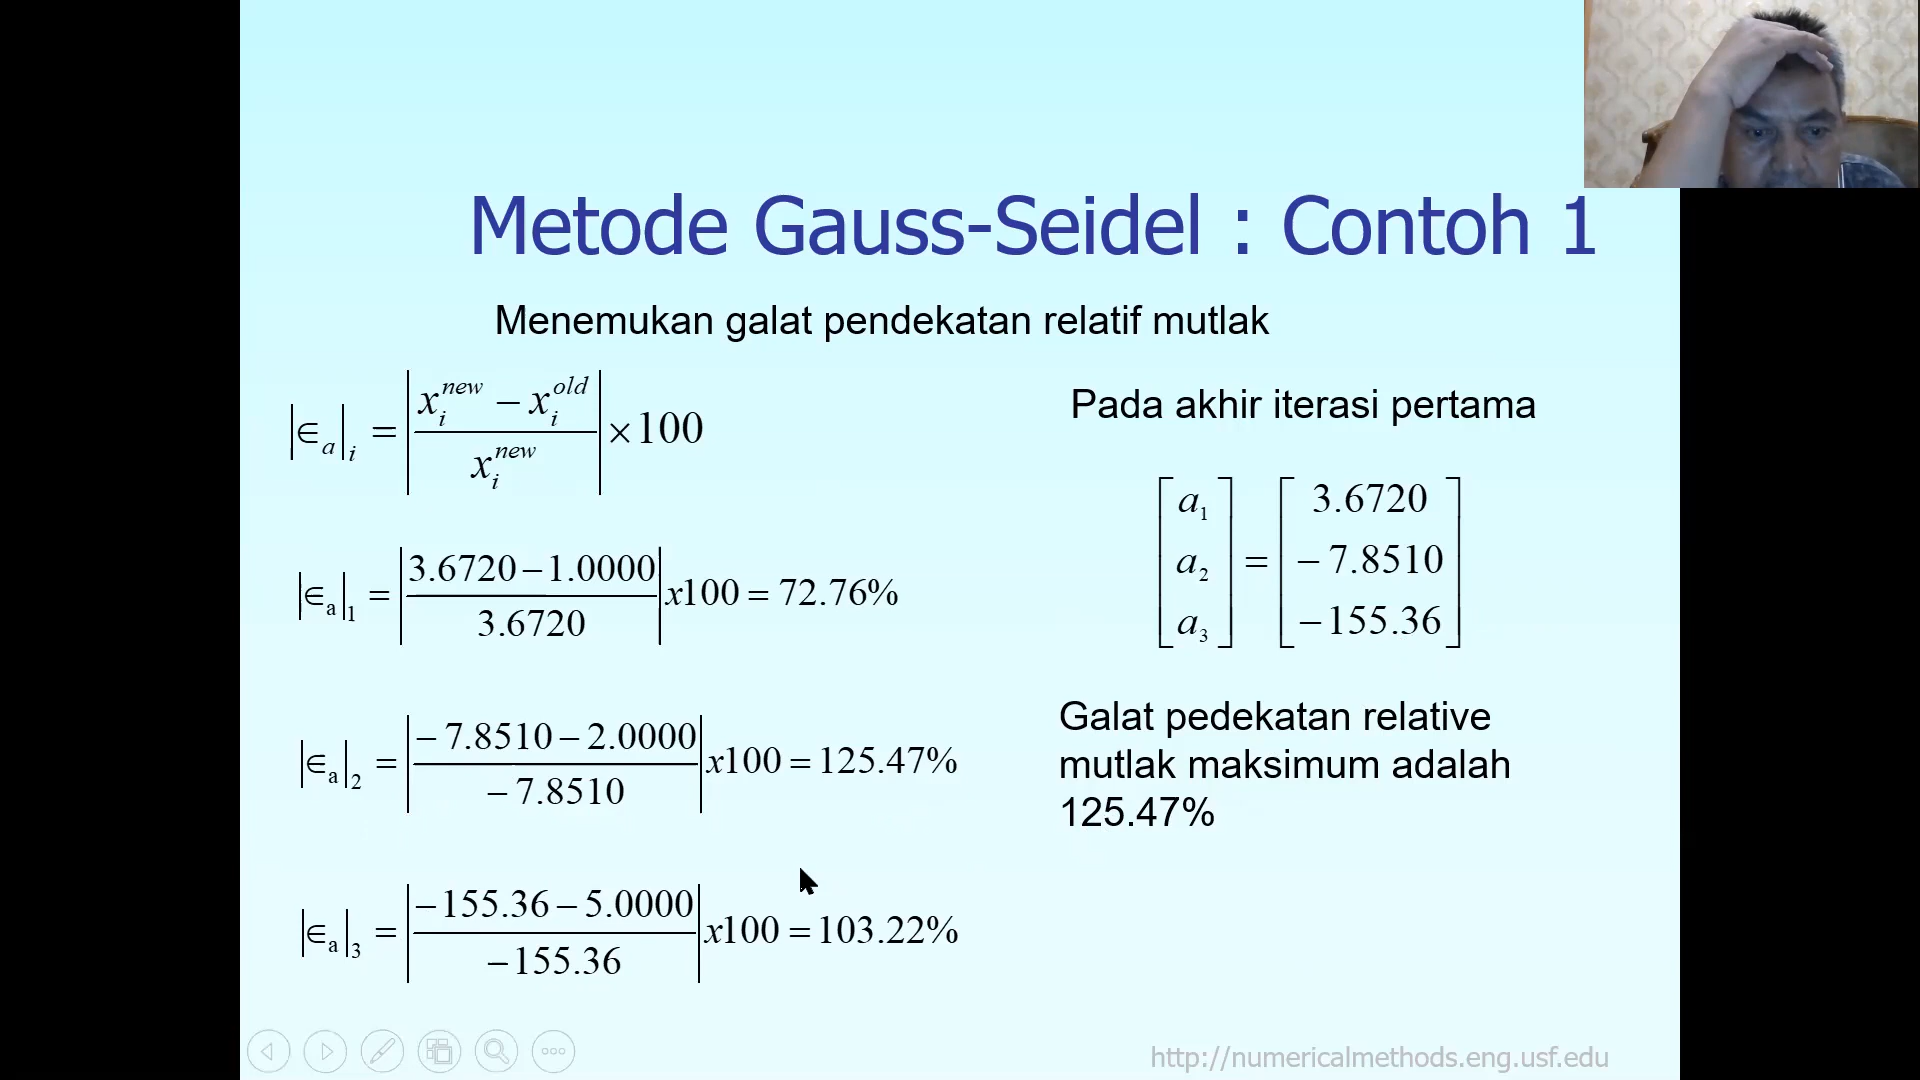 Metode Gauss-Seidel : Contoh 1
Menemukan galat pendekatan relatif mutlak
|∈a|i = |(xi^new − xi^old) / xi^new| ×100
|∈a|1 = |(3.6720 − 1.0000) / 3.6720| x100 = 72.76%
|∈a|2 = |(−7.8510 − 2.0000) / −7.8510| x100 = 125.47%
|∈a|3 = |(−155.36 − 5.0000) / −155.36| x100 = 103.22%
Pada akhir iterasi pertama
[a1] = [3.6720]
[a2] = [−7.8510]
[a3] = [−155.36]
Galat pedekatan relative
mutlak maksimum adalah
125.47%
http://numericalmethods.eng.usf.edu